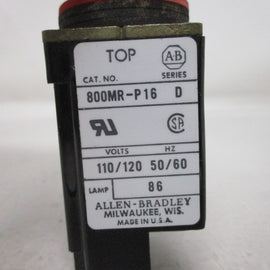 TOP
A-B
CAT. NO. SERIES
800MR-P16 D
SA
VOLTS HZ
110/120 50/60
LAMP 86
ALLEN-BRADLEY
MILWAUKEE, WIS.
MADE IN U.S.A.